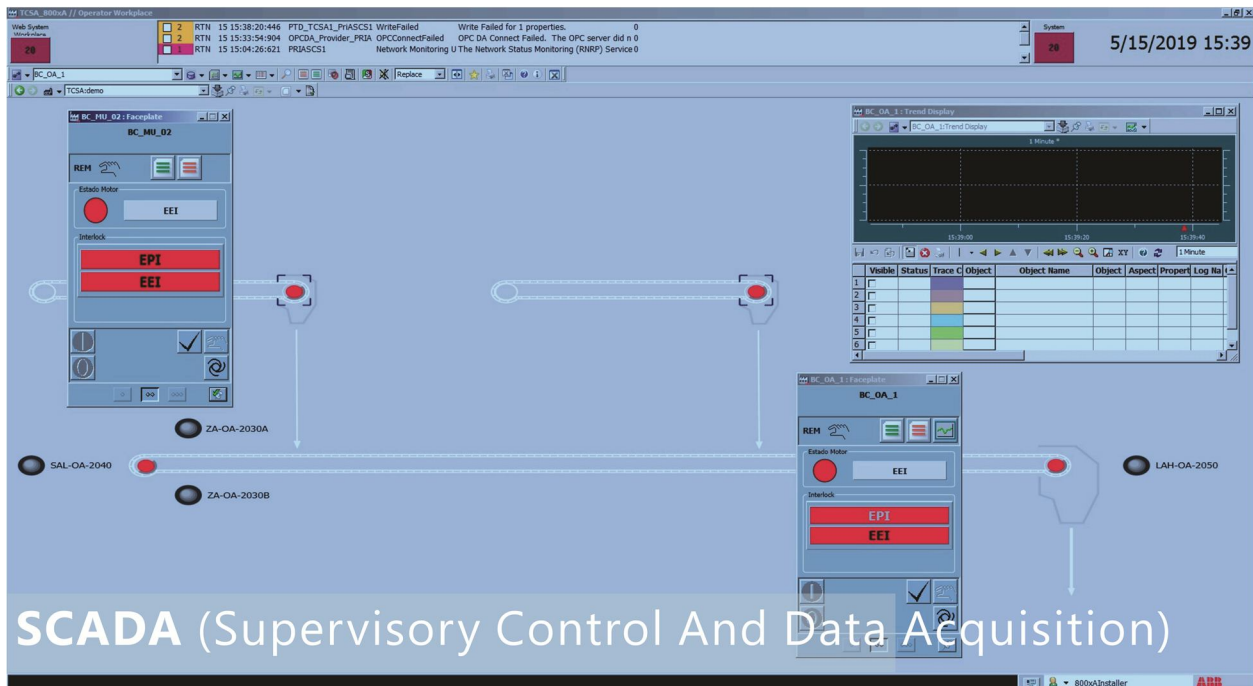 TCSA_800xA // Operator Workplace
Web System
Workplace
20
2 RTN 15 15:38:20:446 PTD_TCSA1_PriASCS1 WriteFailed Write Failed for 1 properties. 0
2 RTN 15 15:33:54:904 OPCDA_Provider_PRIA OPCConnectFailed OPC DA Connect Failed. The OPC server did n 0
1 RTN 15 15:04:26:621 PRIASCS1 Network Monitoring U The Network Status Monitoring (RNRP) Service 0
System
20
5/15/2019 15:39
BC_OA_1
Replace
TCSA:demo
BC_MU_02 : Faceplate
BC_MU_02
REM
Estado Motor
EEI
Interlock
EPI
EEI
BC_OA_1 : Trend Display
BC_OA_1:Trend Display
1 Minute *
15:39:00 15:39:20 15:39:40
XY
1 Minute
Visible Status Trace C Object Object Name Object Aspect Propert Log Na
1
2
3
4
5
6
BC_OA_1 : Faceplate
BC_OA_1
REM
Estado Motor
EEI
Interlock
EPI
EEI
ZA-OA-2030A
SAL-OA-2040
ZA-OA-2030B
LAH-OA-2050
SCADA (Supervisory Control And Data Acquisition)
800xAInstaller
ABB